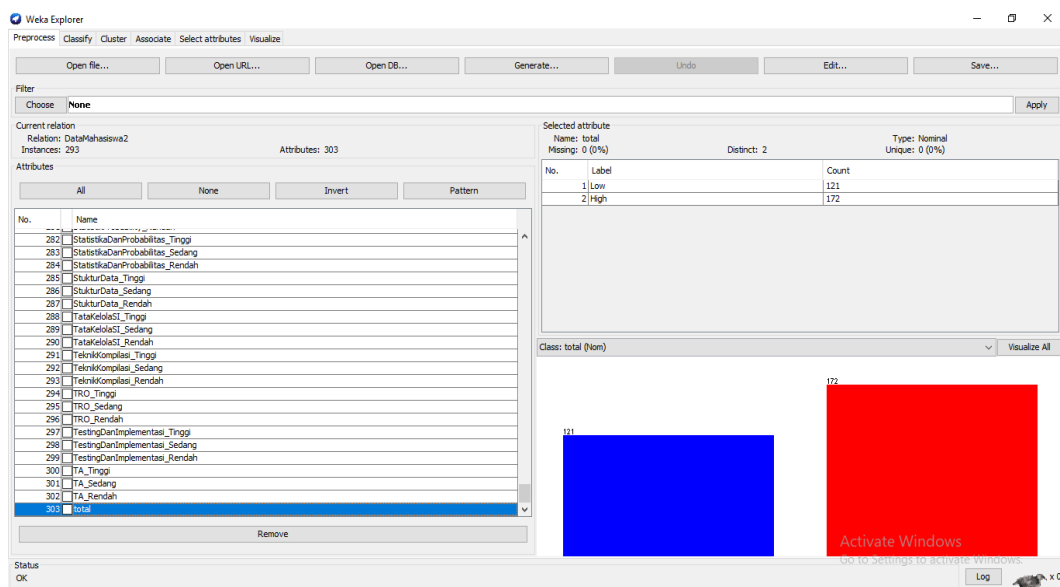 Weka Explorer
Preprocess Classify Cluster Associate Select attributes Visualize
Open file... Open URL... Open DB... Generate... Undo Edit... Save...
Filter
Choose None Apply
Current relation
Relation: DataMahasiswa2
Instances: 293 Attributes: 303
Attributes
All None Invert Pattern
No. Name
282 StatistikaDanProbabilitas_Tinggi
283 StatistikaDanProbabilitas_Sedang
284 StatistikaDanProbabilitas_Rendah
285 StukturData_Tinggi
286 StukturData_Sedang
287 StukturData_Rendah
288 TataKelolaSI_Tinggi
289 TataKelolaSI_Sedang
290 TataKelolaSI_Rendah
291 TeknikKompilasi_Tinggi
292 TeknikKompilasi_Sedang
293 TeknikKompilasi_Rendah
294 TRO_Tinggi
295 TRO_Sedang
296 TRO_Rendah
297 TestingDanImplementasi_Tinggi
298 TestingDanImplementasi_Sedang
299 TestingDanImplementasi_Rendah
300 TA_Tinggi
301 TA_Sedang
302 TA_Rendah
303 total
Remove
Selected attribute
Name: total Type: Nominal
Missing: 0 (0%) Distinct: 2 Unique: 0 (0%)
No. Label Count
1 Low 121
2 High 172
Class: total (Nom) Visualize All
172
121
Activate Windows
Go to Settings to activate Windows.
Status
OK
Log x